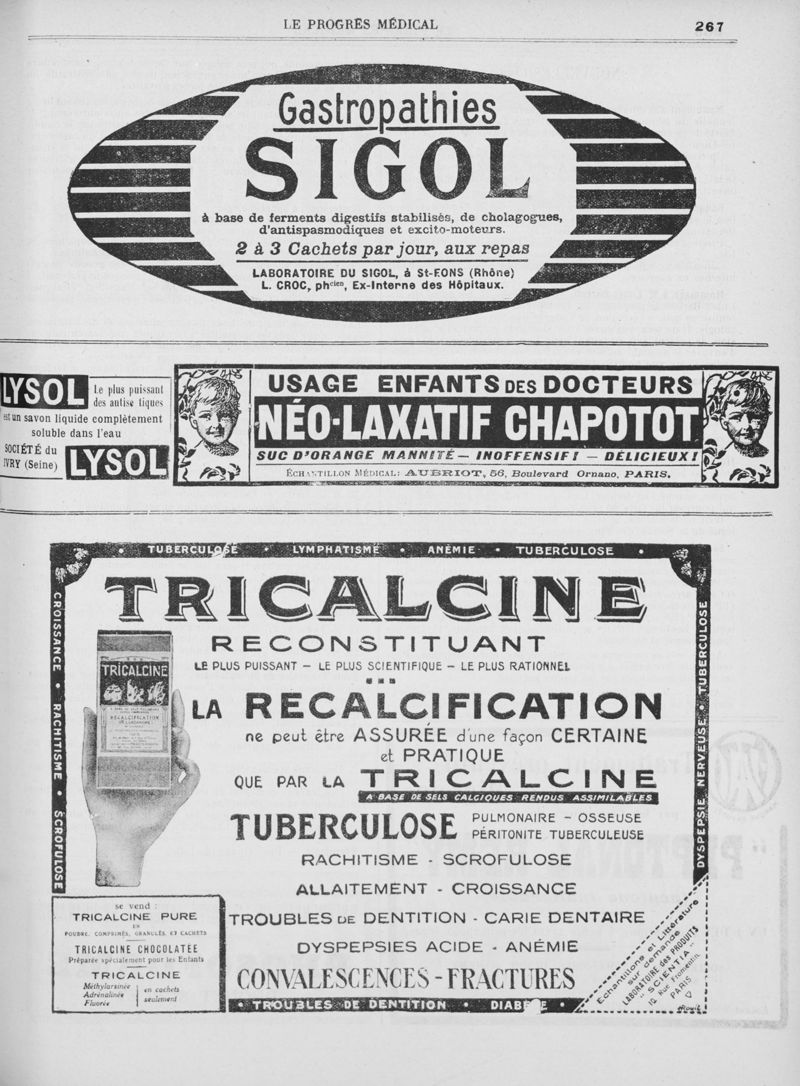 LE PROGRÈS MÉDICAL
267
Gastropathies
SIGOL
à base de ferments digestifs stabilisés, de cholagogues,
d'antispasmodiques et excito-moteurs.
2 à 3 Cachets par jour, aux repas
LABORATOIRE DU SIGOL, à St-FONS (Rhône)
L. CROC, phcien, Ex-Interne des Hôpitaux.
LYSOL
Le plus puissant
des antise tiques
est un savon liquide complètement
soluble dans l'eau
SOCIÉTÉ du
IVRY (Seine)
LYSOL
USAGE ENFANTS DES DOCTEURS
NÉO-LAXATIF CHAPOTOT
SUC D'ORANGE MANNITÉ — INOFFENSIF! — DÉLICIEUX!
ÉCHANTILLON MÉDICAL: AUBRIOT, 56, Boulevard Ornano, PARIS.
• TUBERCULOSE • LYMPHATISME • ANÉMIE • TUBERCULOSE •
CROISSANCE • RACHITISME • SCROFULOSE
DYSPEPSIE NERVEUSE • TUBERCULOSE
TRICALCINE
RECONSTITUANT
LE PLUS PUISSANT — LE PLUS SCIENTIFIQUE — LE PLUS RATIONNEL
TRICALCINE
RECALCIFICATION
LA RECALCIFICATION
ne peut être ASSURÉE d'une façon CERTAINE
et PRATIQUE
QUE PAR LA TRICALCINE
A BASE DE SELS CALCIQUES RENDUS ASSIMILABLES
TUBERCULOSE PULMONAIRE - OSSEUSE
PÉRITONITE TUBERCULEUSE
RACHITISME - SCROFULOSE
ALLAITEMENT - CROISSANCE
TROUBLES DE DENTITION - CARIE DENTAIRE
DYSPEPSIES ACIDE - ANÉMIE
CONVALESCENCES - FRACTURES
• TROUBLES DE DENTITION • DIABÈTE •
se vend :
TRICALCINE PURE
EN
POUDRE, COMPRIMÉS, GRANULÉS, ET CACHETS
TRICALCINE CHOCOLATÉE
Préparée spécialement pour les Enfants
TRICALCINE
Méthylarsinée
Adrénalinée
Fluorée
en cachets
seulement
Echantillons et Littérature
sur demande
LABORATOIRE des PRODUITS
"SCIENTIA"
10, Rue Fromentin,
PARIS